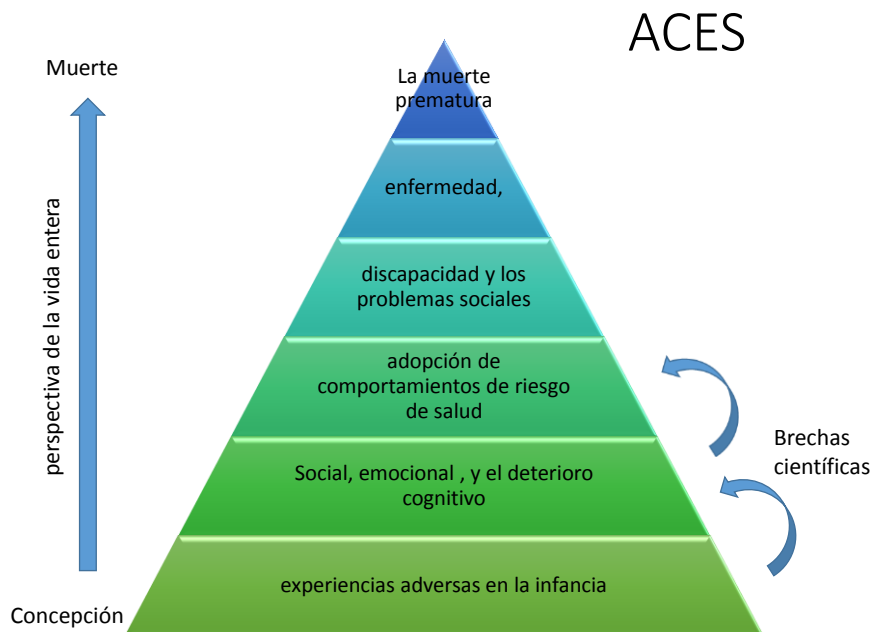 ACES
Muerte
La muerte
prematura
enfermedad,
discapacidad y los
problemas sociales
perspectiva de la vida entera
adopción de
comportamientos de riesgo
de salud
Brechas
científicas
Social, emocional , y el deterioro
cognitivo
experiencias adversas en la infancia
Concepción